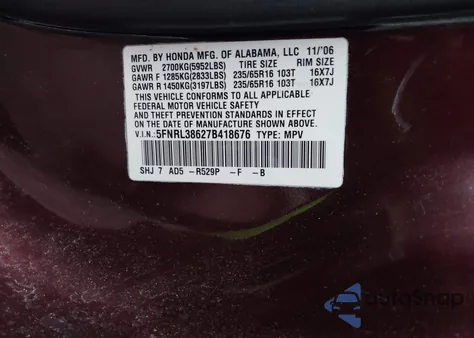 MFD. BY HONDA MFG. OF ALABAMA, LLC 11/'06
GVWR 2700KG(5952LBS) TIRE SIZE RIM SIZE
GAWR F 1285KG(2833LBS) 235/65R16 103T 16X7J
GAWR R 1450KG(3197LBS) 235/65R16 103T 16X7J
THIS VEHICLE CONFORMS TO ALL APPLICABLE
FEDERAL MOTOR VEHICLE SAFETY
STANDARDS IN EFFECT ON THE
DATE OF MANUFACTURE SHOWN ABOVE.
V.I.N: 5FNRL38627B418676 TYPE: MPV
SHJ 7 AD5 -R529P -F -B
autoSnap